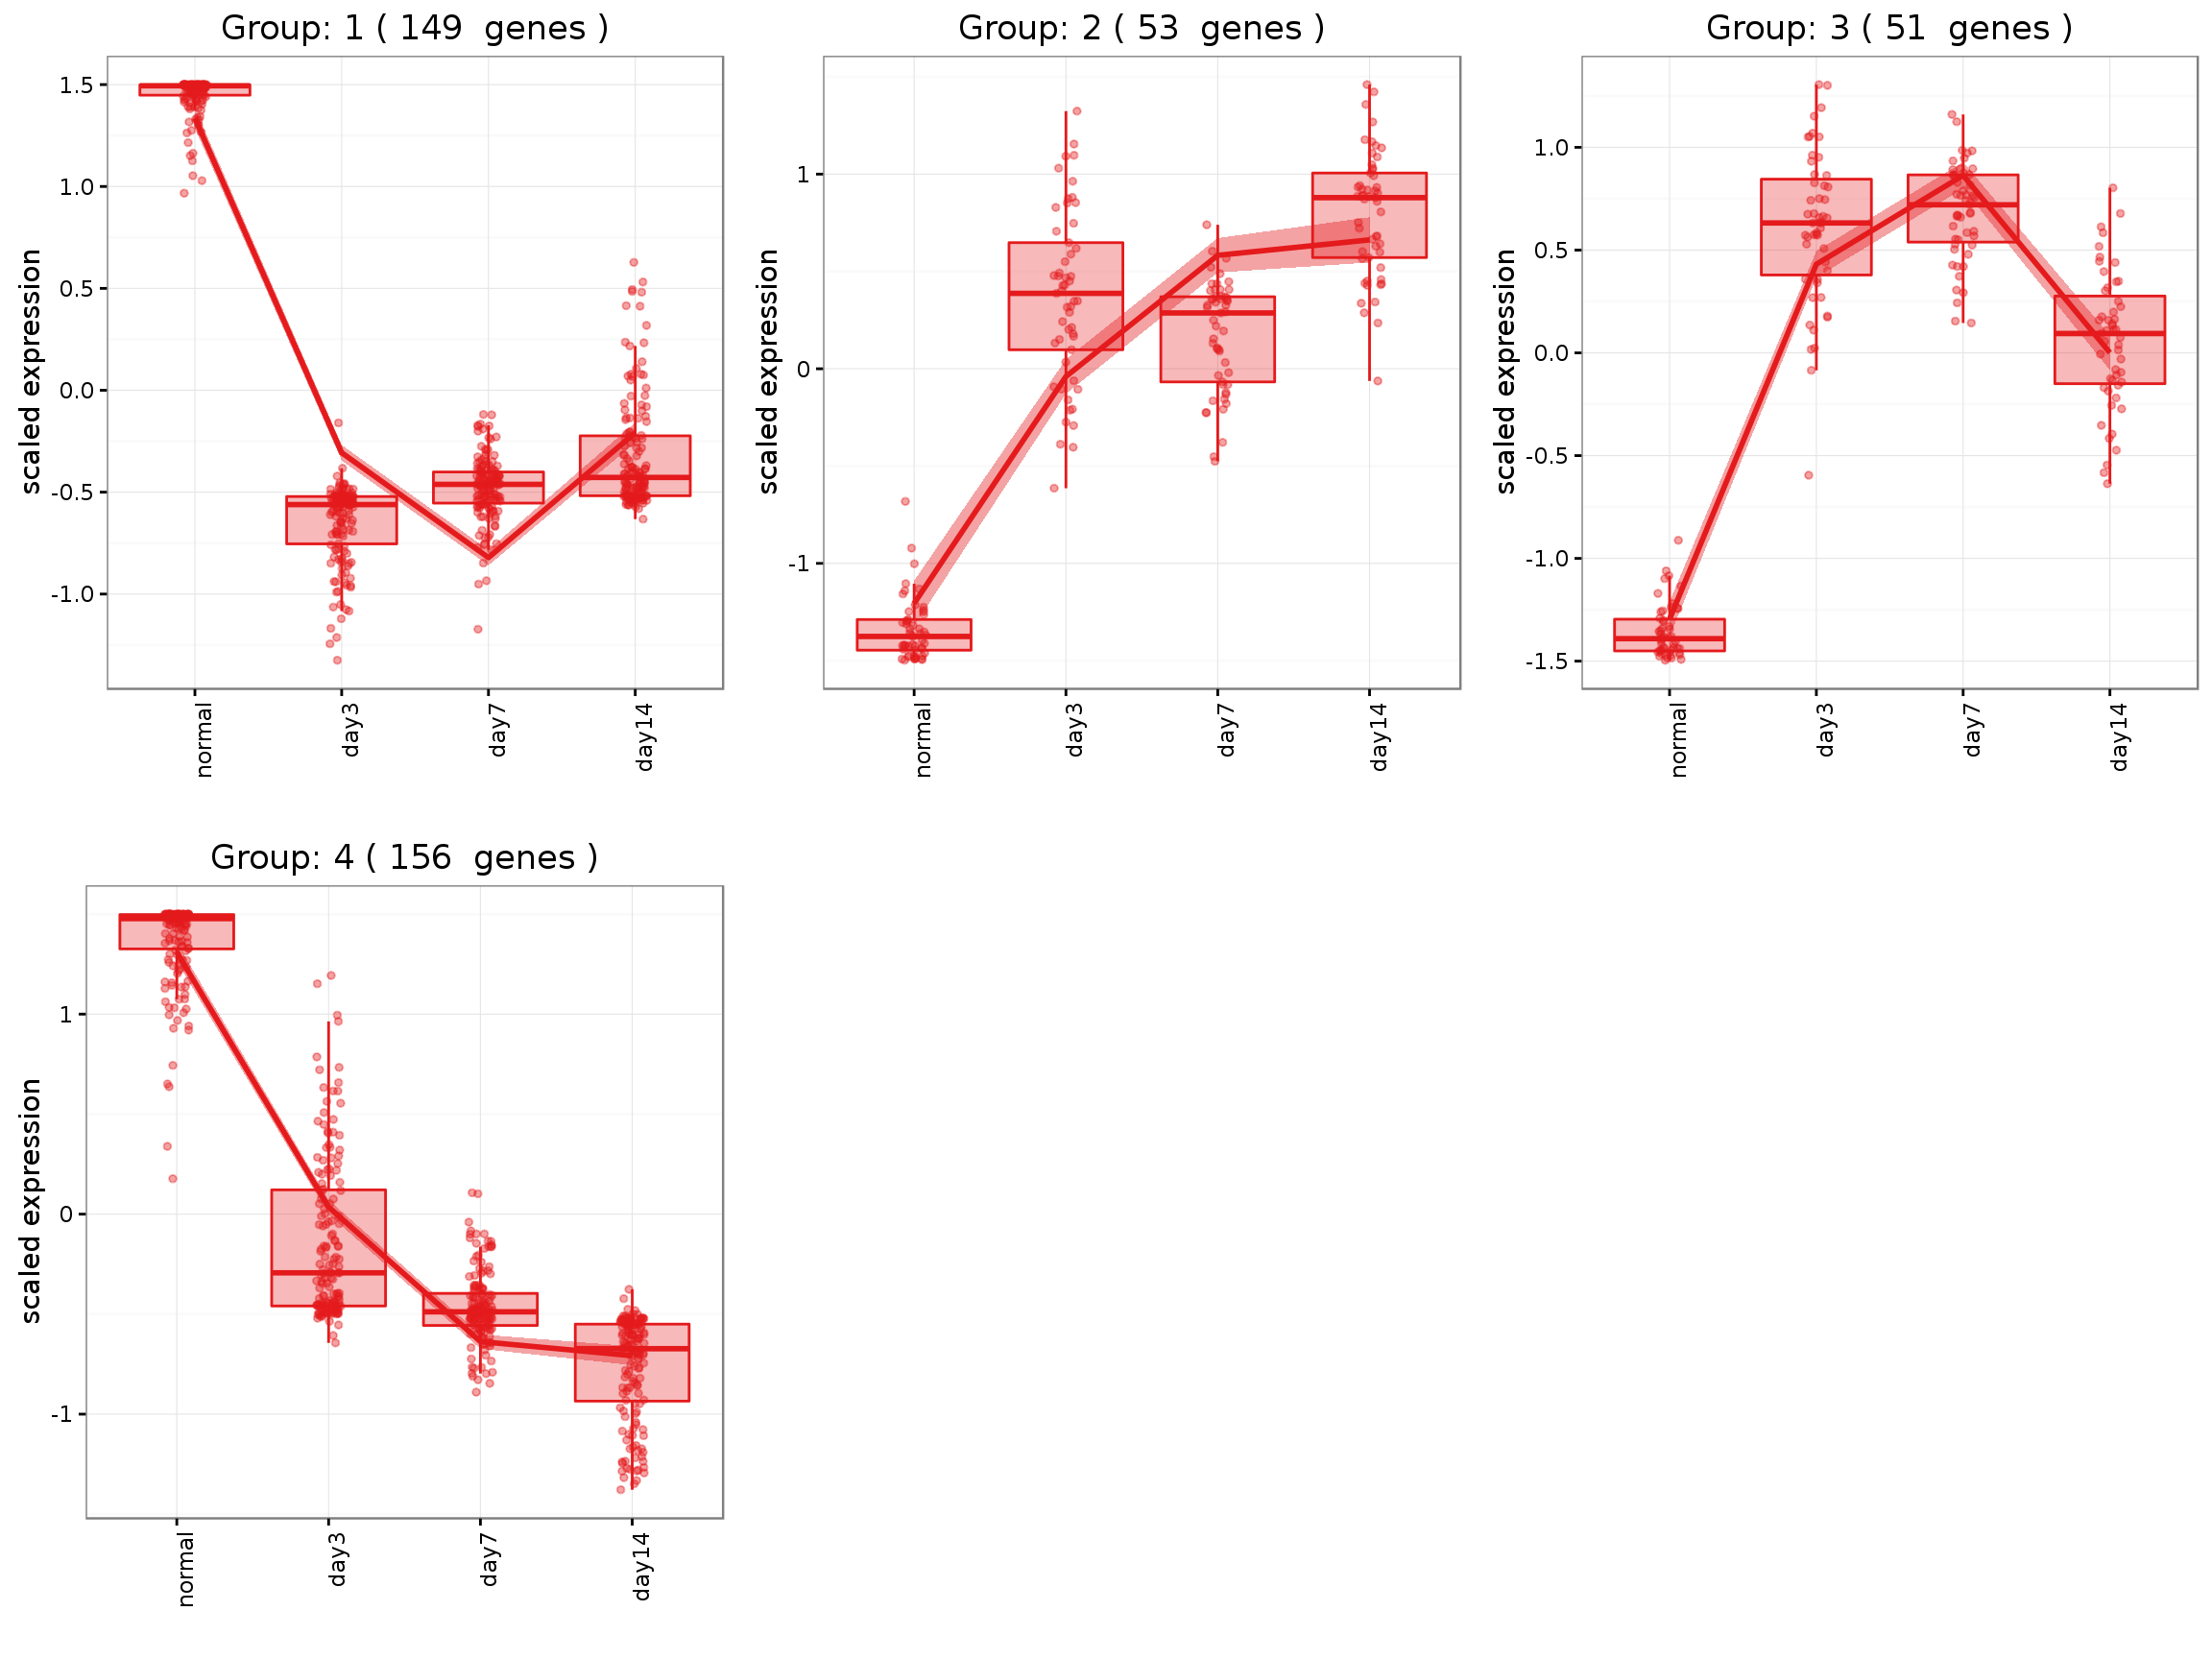 Group: 1 ( 149  genes )
scaled expression
1.5
1.0
0.5
0.0
-0.5
-1.0
normal
day3
day7
day14
Group: 2 ( 53  genes )
scaled expression
1
0
-1
normal
day3
day7
day14
Group: 3 ( 51  genes )
scaled expression
1.0
0.5
0.0
-0.5
-1.0
-1.5
normal
day3
day7
day14
Group: 4 ( 156  genes )
scaled expression
1
0
-1
normal
day3
day7
day14